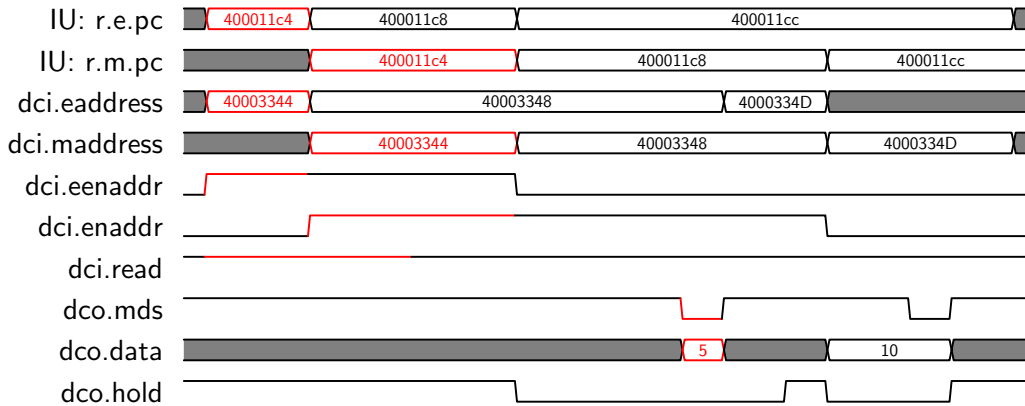 IU: r.e.pc 400011c4 400011c8 400011cc
IU: r.m.pc 400011c4 400011c8 400011cc
dci.eaddress 40003344 40003348 4000334D
dci.maddress 40003344 40003348 4000334D
dci.eenaddr
dci.enaddr
dci.read
dco.mds
dco.data 5 10
dco.hold